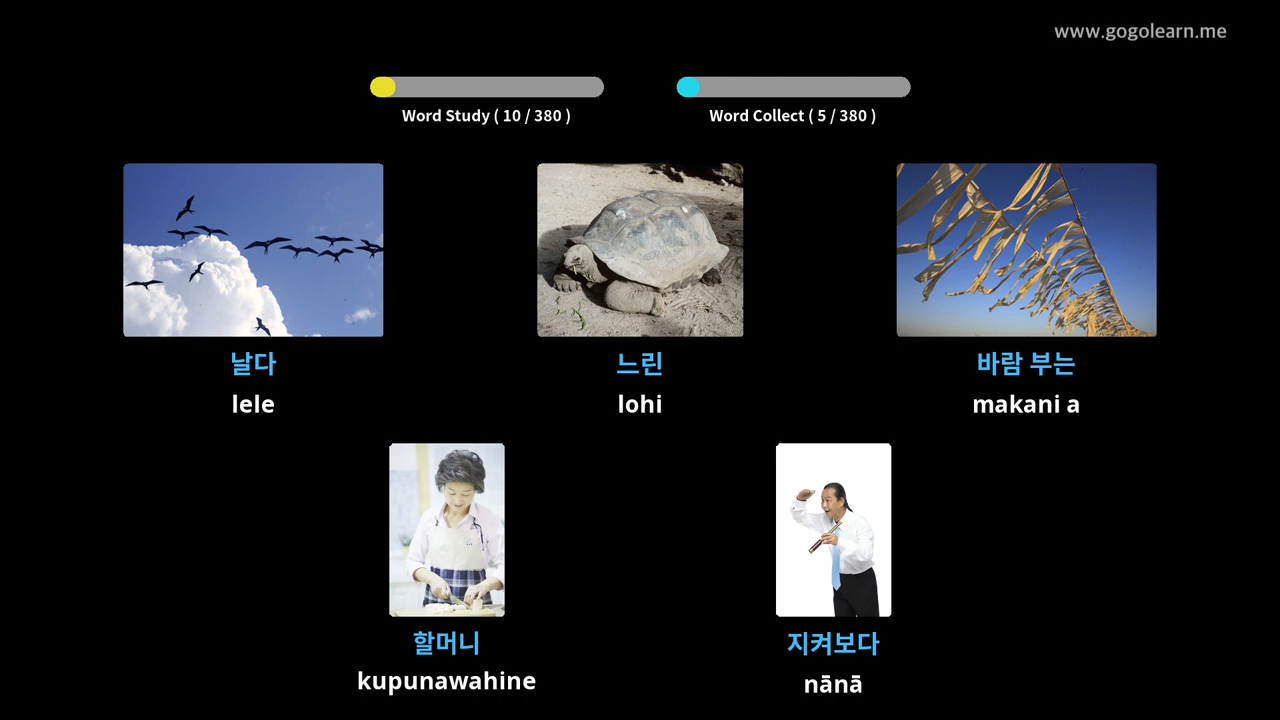 www.gogolearn.me
Word Study ( 10 / 380 )
Word Collect ( 5 / 380 )
날다
lele
느린
lohi
바람 부는
makani a
할머니
kupunawahine
지켜보다
nānā